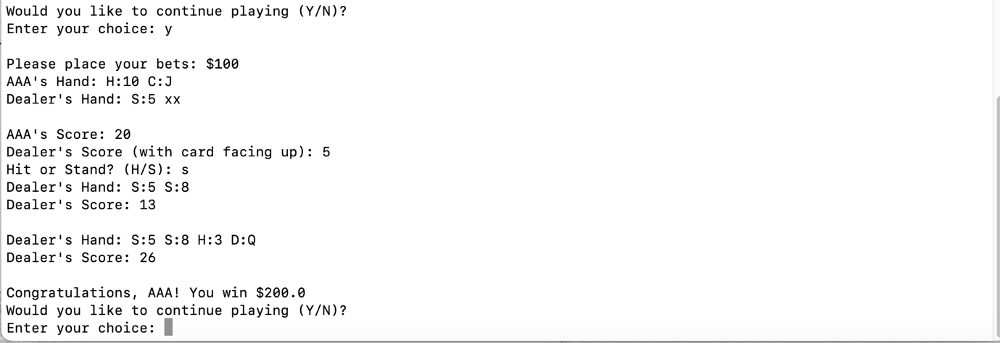 Would you like to continue playing (Y/N)?
Enter your choice: y
Please place your bets: $100
AAA's Hand: H:10 C:J
Dealer's Hand: S:5 xx
AAA's Score: 20
Dealer's Score (with card facing up): 5
Hit or Stand? (H/S): s
Dealer's Hand: S:5 S:8
Dealer's Score: 13
Dealer's Hand: S:5 S:8 H:3 D:Q
Dealer's Score: 26
Congratulations, AAA! You win $200.0
Would you like to continue playing (Y/N)?
Enter your choice: